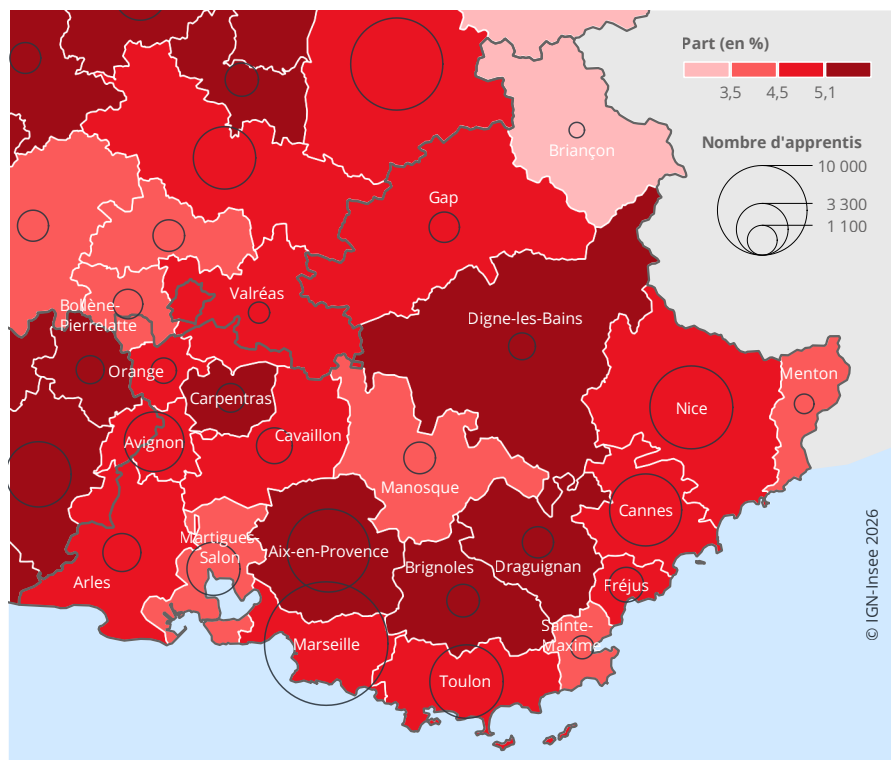 Part (en %)
3,5
4,5
5,1
Nombre d'apprentis
10 000
3 300
1 100
Briançon
Gap
Valréas
Bollène-
Pierrelatte
Digne-les-Bains
Orange
Menton
Carpentras
Nice
Avignon
Cavaillon
Manosque
Cannes
Martigues-
Salon
Aix-en-Provence
Brignoles
Draguignan
Arles
Fréjus
Sainte-
Maxime
Marseille
Toulon
© IGN-Insee 2026